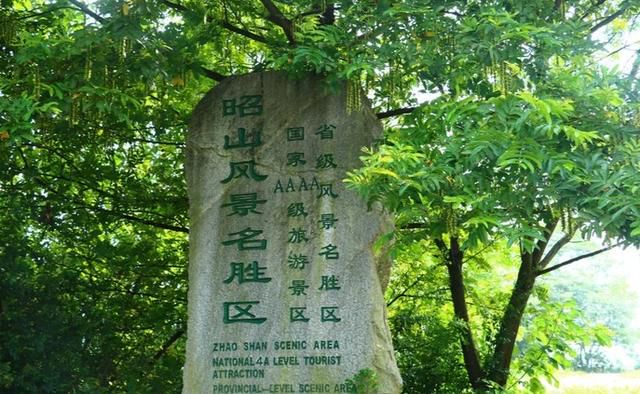 昭山风景名胜区
国家AAAA级旅游景区
省级风景名胜区
ZHAO SHAN SCENIC AREA
NATIONAL 4A LEVEL TOURIST
ATTRACTION
PROVINCIAL-LEVEL SCENIC AREA